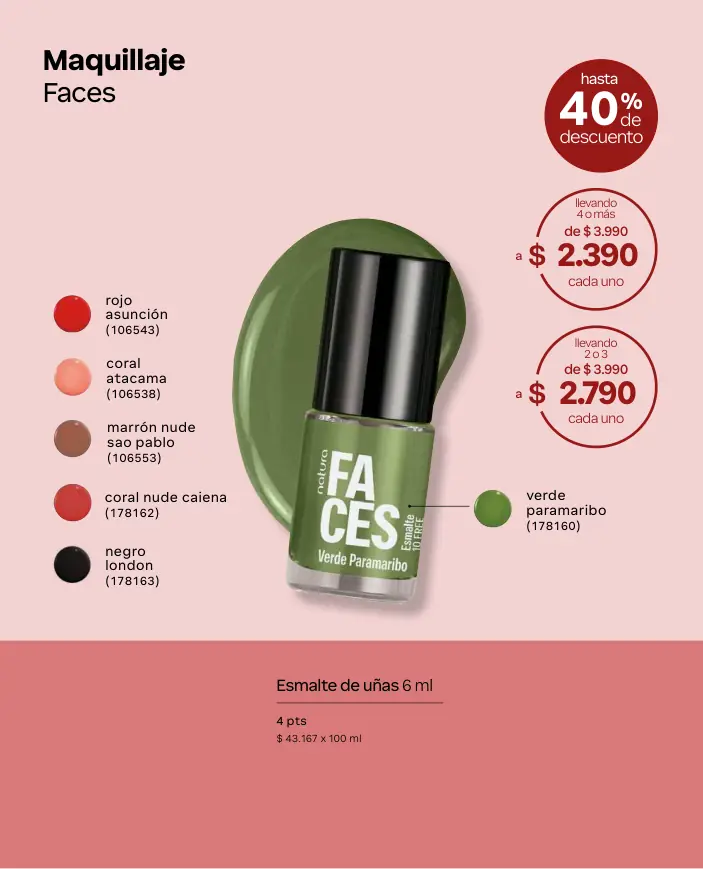 Maquillaje
Faces
hasta
40%
de
descuento
llevando
4 o más
de $ 3.990
a $ 2.390
cada uno
llevando
2 o 3
de $ 3.990
a $ 2.790
cada uno
rojo
asunción
(106543)
coral
atacama
(106538)
marrón nude
sao pablo
(106553)
coral nude caiena
(178162)
negro
london
(178163)
natura
FA
CES
Esmalte
10 FREE
Verde Paramaribo
verde
paramaribo
(178160)
Esmalte de uñas 6 ml
4 pts
$ 43.167 x 100 ml